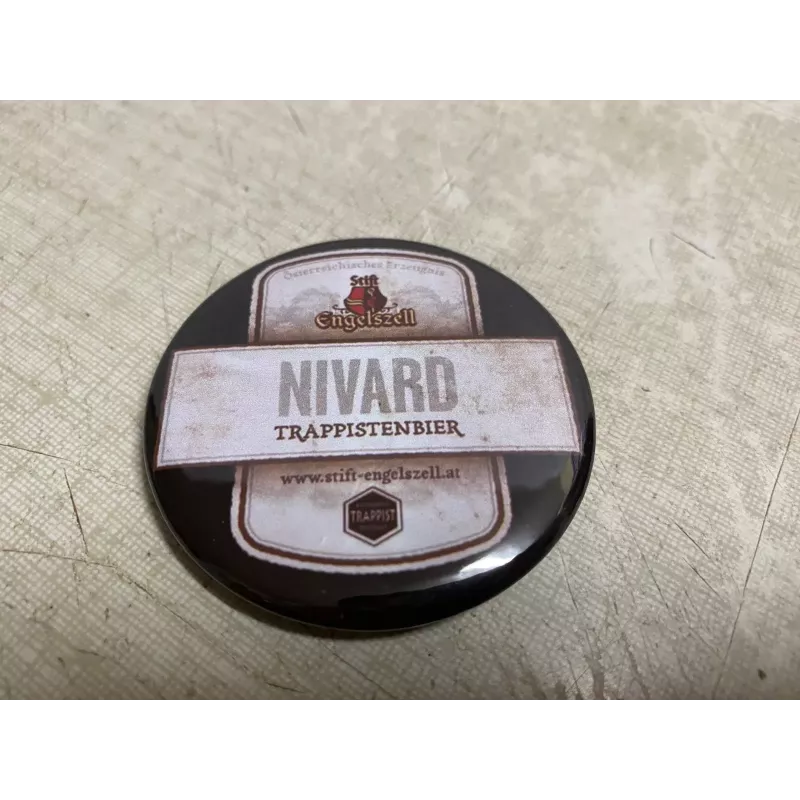 Österreichisches Erzeugnis
Stift
Engelszell
NIVARD
TRAPPISTENBIER
www.stift-engelszell.at
TRAPPIST